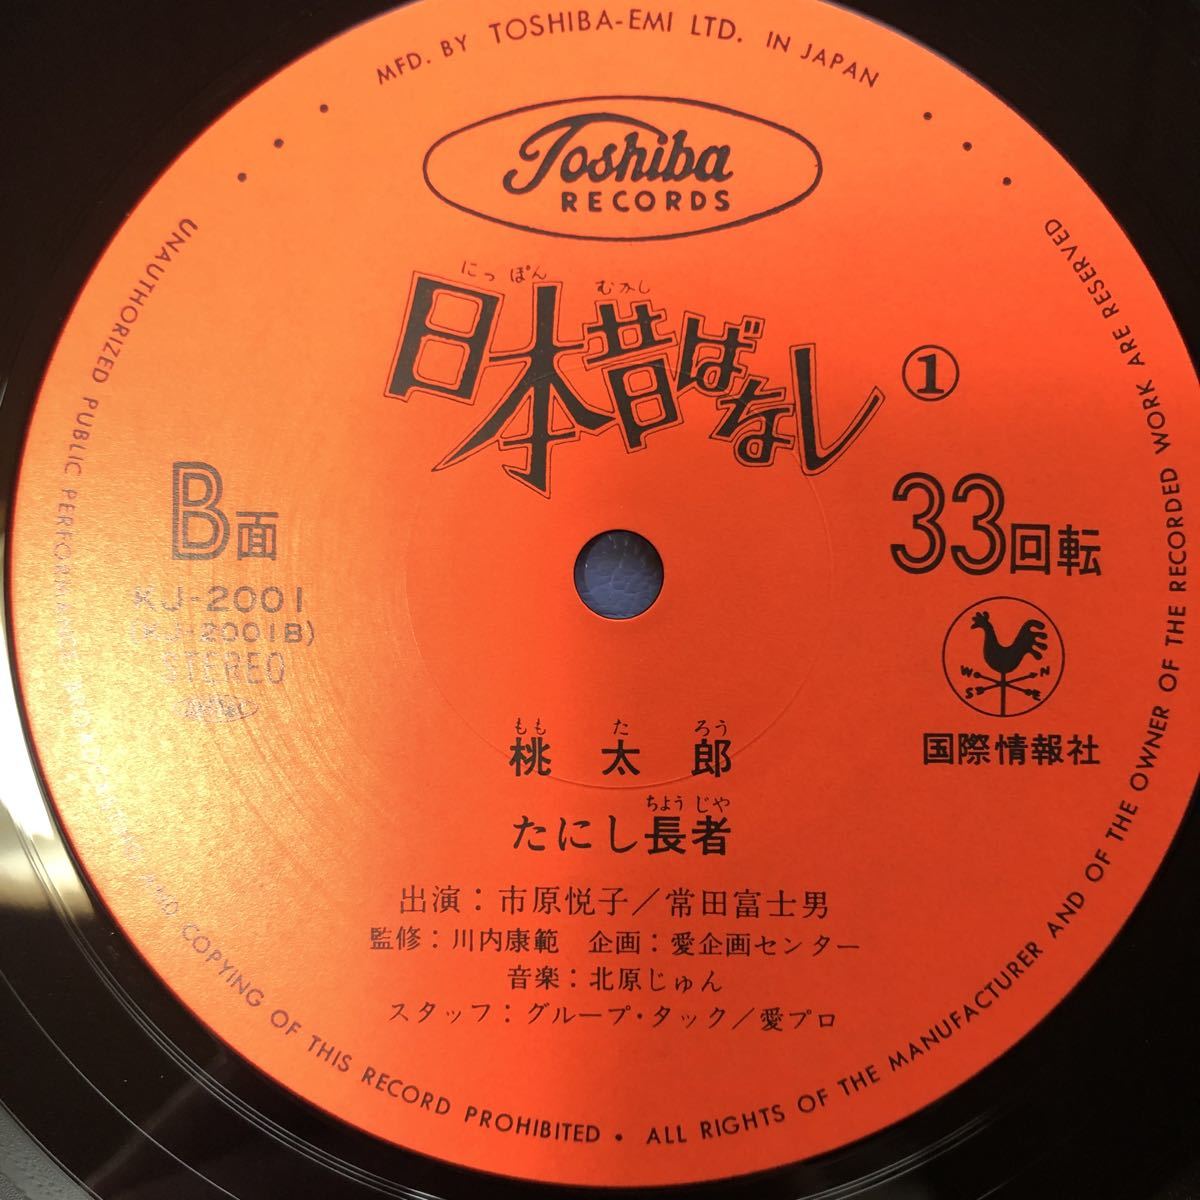 MFD. BY TOSHIBA-EMI LTD. IN JAPAN
Toshiba
RECORDS
にっ ぽん むかし
日本昔ばなし ①
B面
33回転
KJ-2001
(KJ-2001B)
STEREO
W N
S E
国際情報社
もも た ろう
桃 太 郎
ちょう じゃ
たにし長者
出演：市原悦子／常田富士男
監修：川内康範 企画：愛企画センター
音楽：北原じゅん
スタッフ：グループ・タック／愛プロ
UNAUTHORIZED PUBLIC PERFORMANCE BROADCASTING AND COPYING OF THIS RECORD PROHIBITED • ALL RIGHTS OF THE MANUFACTURER AND OF THE OWNER OF THE RECORDED WORK ARE RESERVED